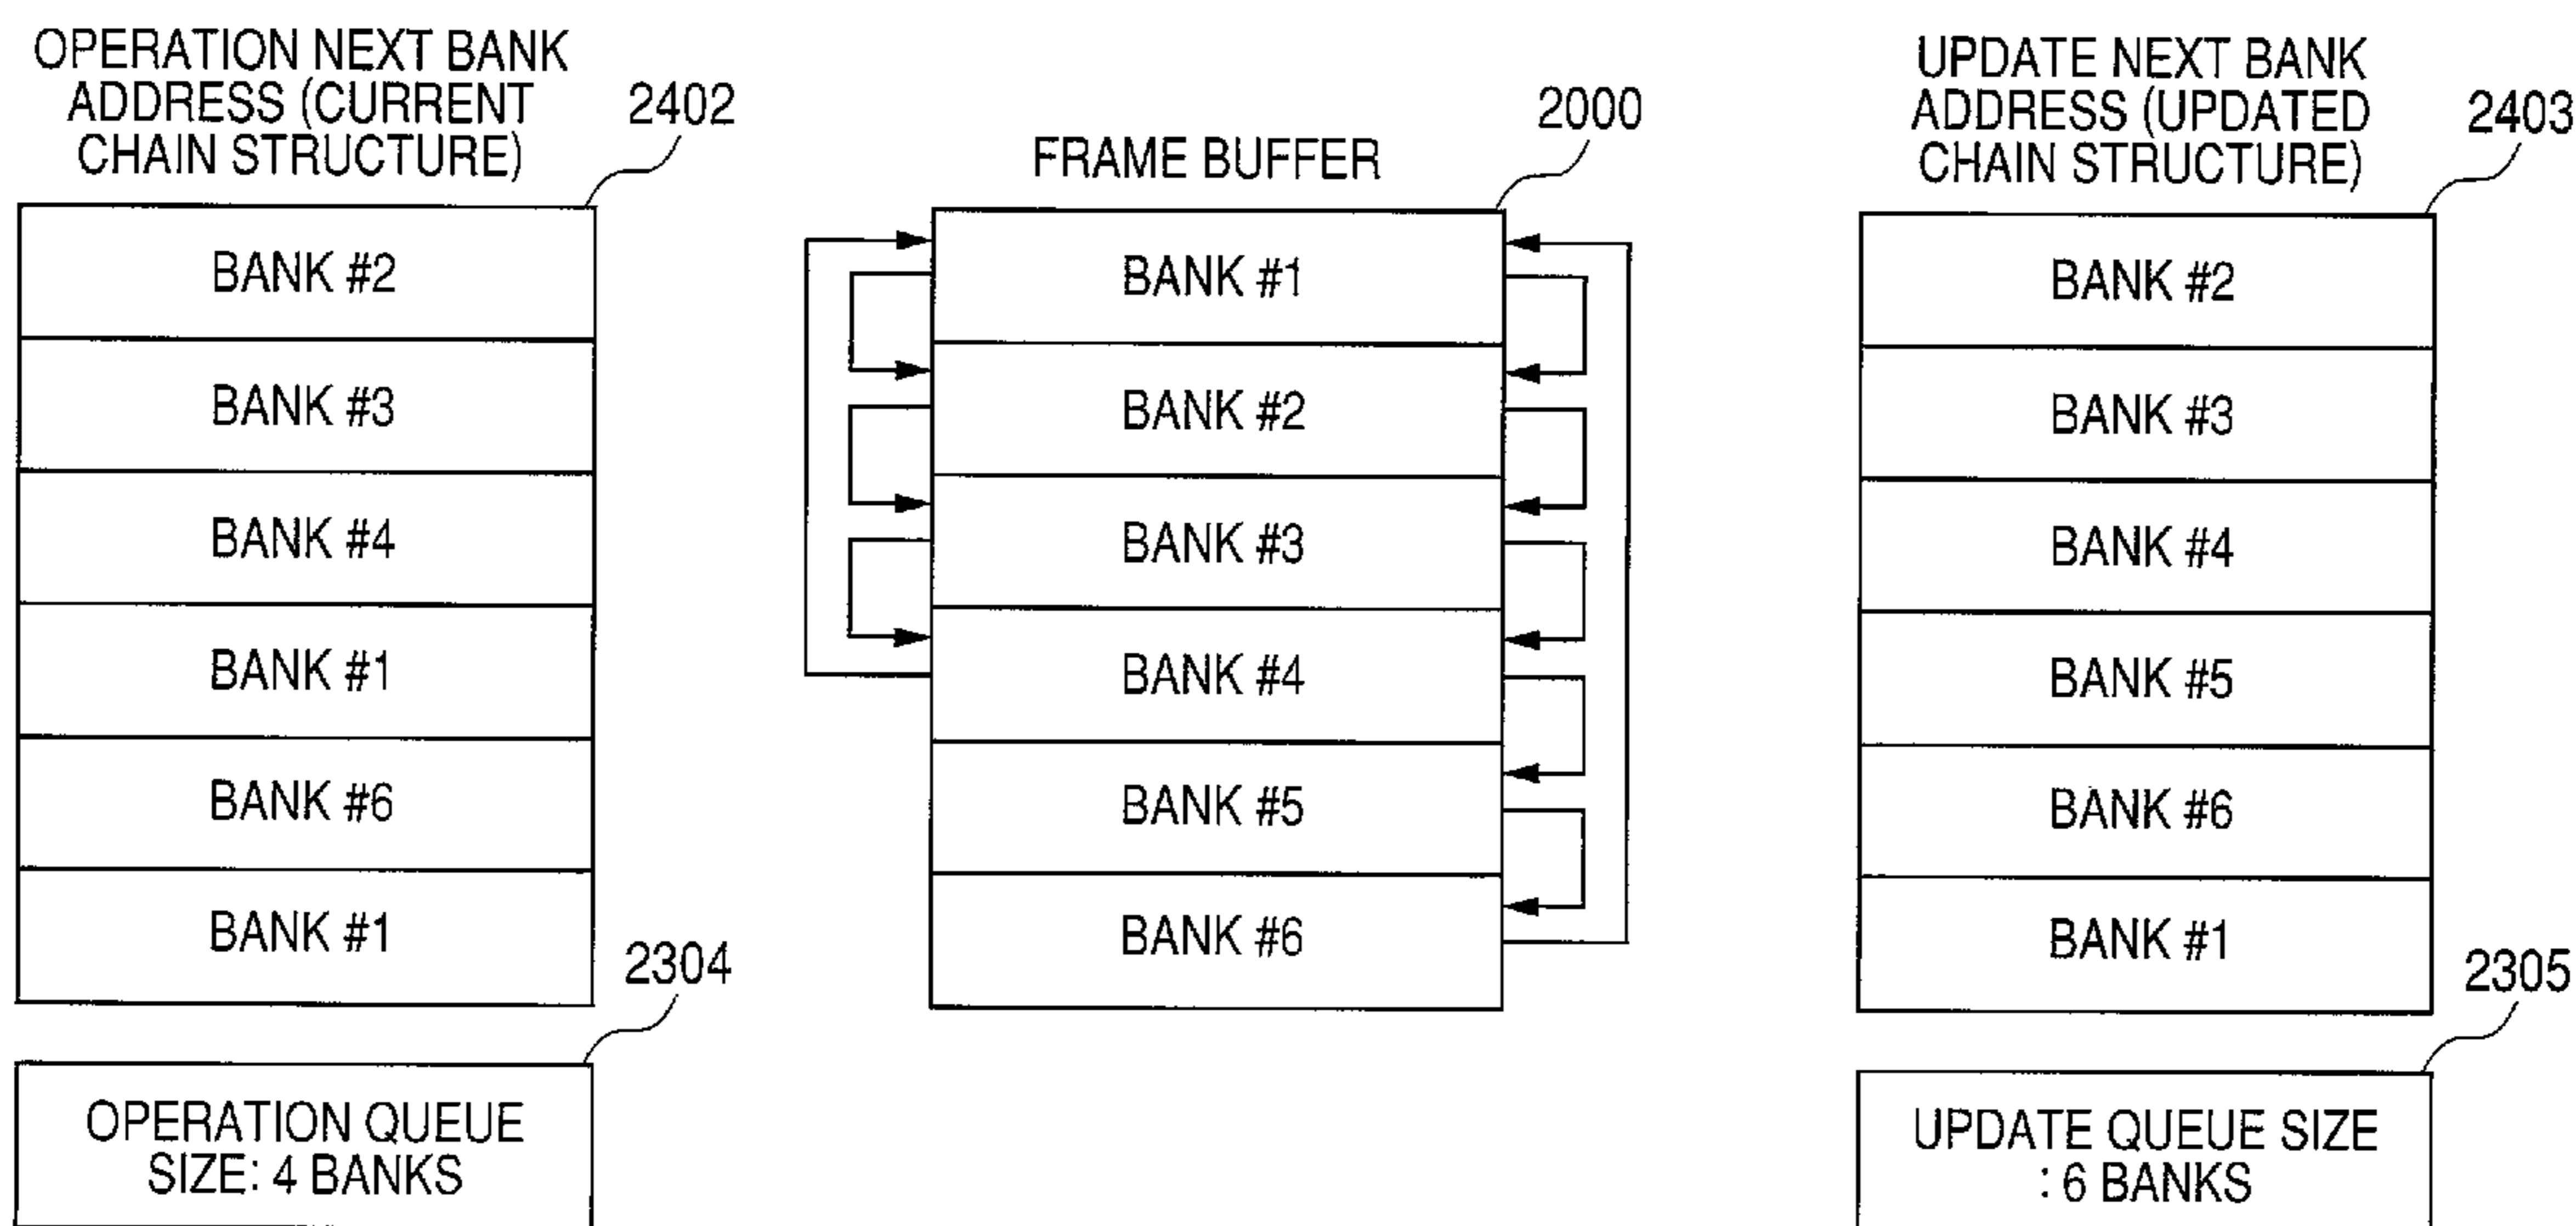 OPERATION NEXT BANK
ADDRESS (CURRENT
CHAIN STRUCTURE)
2402
BANK #2
BANK #3
BANK #4
BANK #1
BANK #6
BANK #1
2304
OPERATION QUEUE
SIZE: 4 BANKS
FRAME BUFFER
2000
BANK #1
BANK #2
BANK #3
BANK #4
BANK #5
BANK #6
UPDATE NEXT BANK
ADDRESS (UPDATED
CHAIN STRUCTURE)
2403
BANK #2
BANK #3
BANK #4
BANK #5
BANK #6
BANK #1
2305
UPDATE QUEUE SIZE
: 6 BANKS